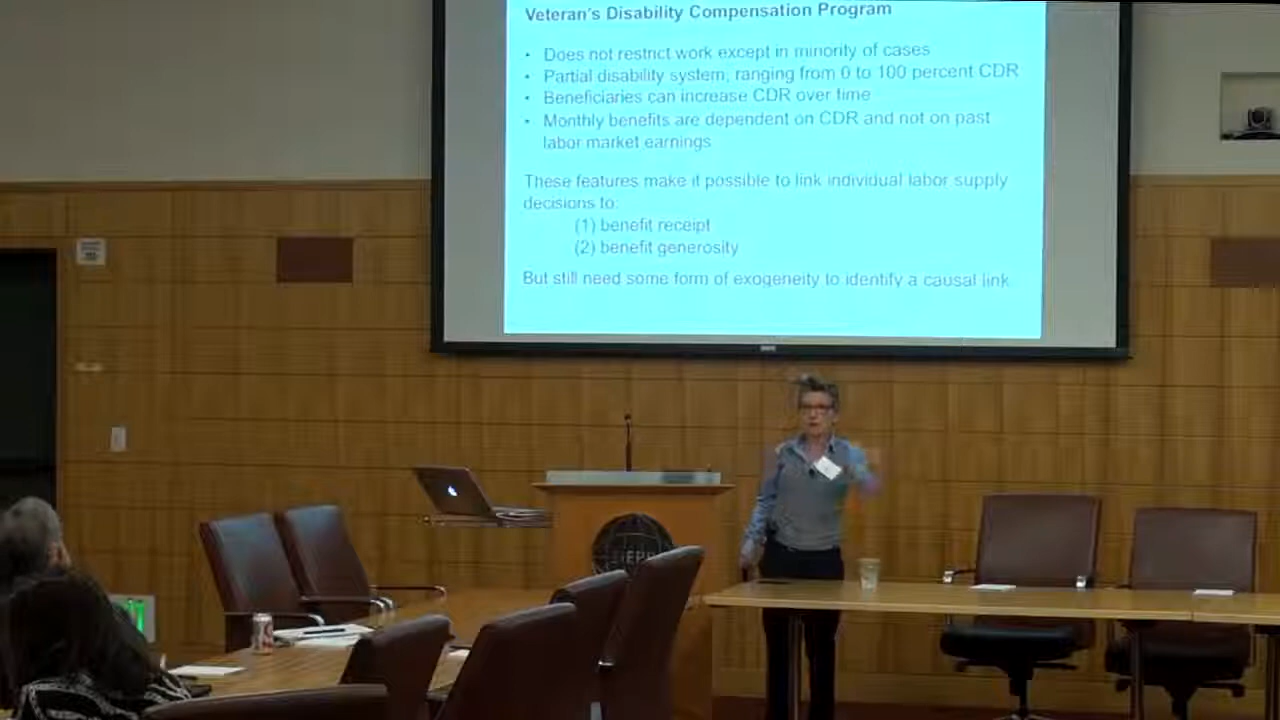 Veteran's Disability Compensation Program
• Does not restrict work except in minority of cases
• Partial disability system, ranging from 0 to 100 percent CDR
• Beneficiaries can increase CDR over time
• Monthly benefits are dependent on CDR and not on past
labor market earnings
These features make it possible to link individual labor supply
decisions to:
(1) benefit receipt
(2) benefit generosity
But still need some form of exogeneity to identify a causal link